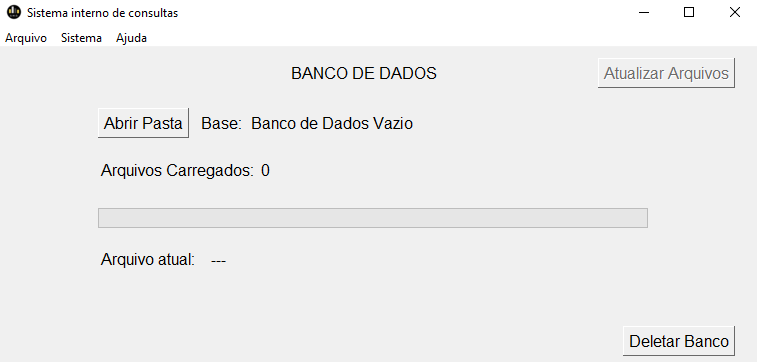 Sistema interno de consultas
Arquivo Sistema Ajuda
BANCO DE DADOS
Atualizar Arquivos
Abrir Pasta Base: Banco de Dados Vazio
Arquivos Carregados: 0
Arquivo atual: ---
Deletar Banco